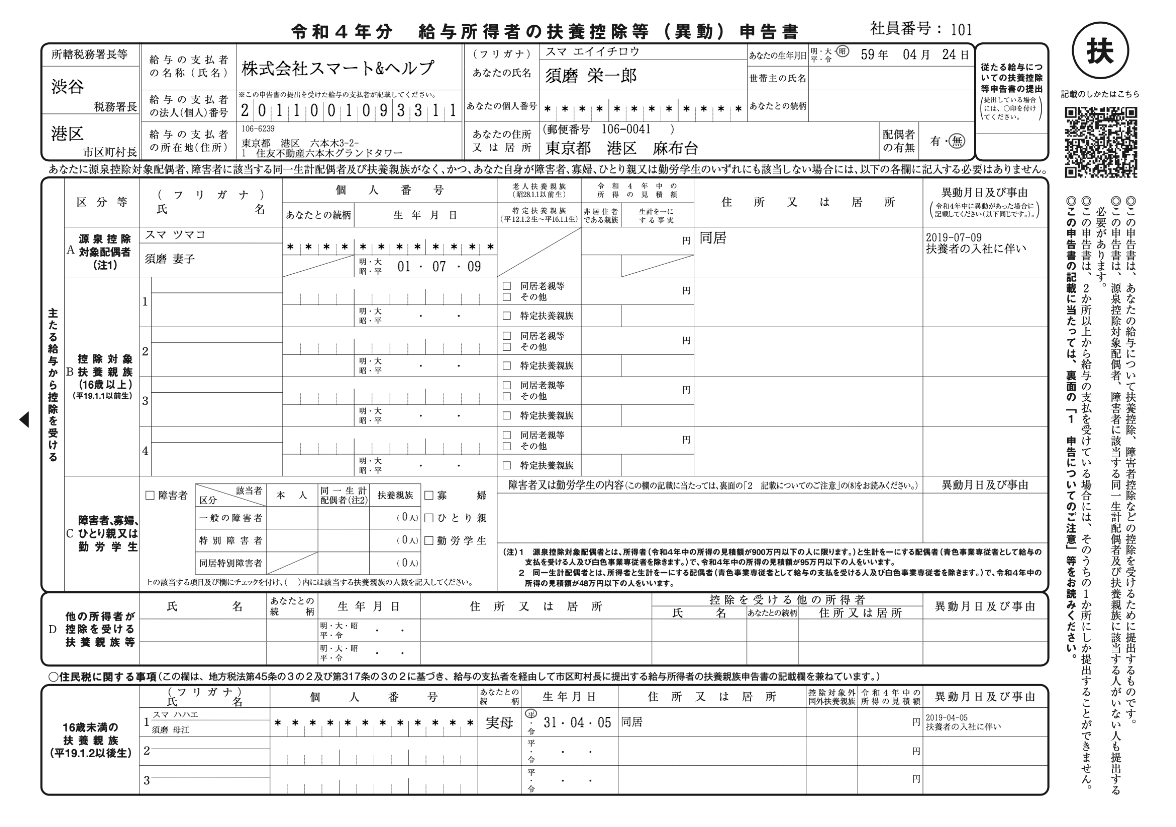 令和4年分　給与所得者の扶養控除等（異動）申告書
社員番号：101
扶
記載のしかたはこちら
所轄税務署長等
渋谷
税務署長
港区
市区町村長
給与の支払者の名称（氏名）
株式会社スマート&ヘルプ
給与の支払者の法人(個人)番号
※この申告書の提出を受けた給与の支払者が記載してください。
2011001093311
給与の支払者の所在地(住所)
106-6239
東京都　港区　六本木3-2-
1　住友不動産六本木グランドタワー
（フリガナ）
スマ エイイチロウ
あなたの氏名
須磨 栄一郎
あなたの個人番号
************
あなたの住所又は居所
（郵便番号　106-0041　）
東京都　港区　麻布台
あなたの生年月日
明・大・昭・平・令
59年　04月　24日
世帯主の氏名
あなたとの続柄
配偶者の有無
有・無
従たる給与についての扶養控除等申告書の提出
（提出している場合には、○印を付けてください。）
あなたに源泉控除対象配偶者、障害者に該当する同一生計配偶者及び扶養親族がなく、かつ、あなた自身が障害者、寡婦、ひとり親又は勤労学生のいずれにも該当しない場合には、以下の各欄に記入する必要はありません。
主たる給与から控除を受ける
区分等
（フリガナ）
氏　名
個人番号
あなたとの続柄
生年月日
老人扶養親族
（昭28.1.1以前生）
特定扶養親族
（平12.1.2生～平16.1.1生）
令和4年中の所得の見積額
非居住者である親族
生計を一にする事実
住所又は居所
異動月日及び事由
（令和4年中に異動があった場合に記載してください（以下同じです。）。）
A
源泉控除対象配偶者（注1）
スマ ツマコ
須磨 妻子
************
明・大・昭・平
01・07・09
円
同居
2019-07-09
扶養者の入社に伴い
B
控除対象扶養親族（16歳以上）（平19.1.1以前生）
1
明・大・昭・平
・　・
□ 同居老親等
□ その他
□ 特定扶養親族
円
2
明・大・昭・平
・　・
□ 同居老親等
□ その他
□ 特定扶養親族
円
3
明・大・昭・平
・　・
□ 同居老親等
□ その他
□ 特定扶養親族
円
4
明・大・昭・平
・　・
□ 同居老親等
□ その他
□ 特定扶養親族
円
C
障害者、寡婦、ひとり親又は勤労学生
□ 障害者
該当者
区分
本人
同一生計配偶者（注2）
扶養親族
一般の障害者
（0人）
特別障害者
（0人）
同居特別障害者
（0人）
□ 寡婦
□ ひとり親
□ 勤労学生
上の該当する項目及び欄にチェックを付け、（　）内には該当する扶養親族の人数を記入してください。
障害者又は勤労学生の内容（この欄の記載に当たっては、裏面の「2　記載についてのご注意」の(8)をお読みください。）
異動月日及び事由
（注）1　源泉控除対象配偶者とは、所得者（令和4年中の所得の見積額が900万円以下の人に限ります。）と生計を一にする配偶者（青色事業専従者として給与の
支払を受ける人及び白色事業専従者を除きます。）で、令和4年中の所得の見積額が95万円以下の人をいいます。
2　同一生計配偶者とは、所得者と生計を一にする配偶者（青色事業専従者として給与の支払を受ける人及び白色事業専従者を除きます。）で、令和4年中の
所得の見積額が48万円以下の人をいいます。
D
他の所得者が控除を受ける扶養親族等
氏　名
あなたとの続柄
生年月日
住所又は居所
控除を受ける他の所得者
氏　名
あなたとの続柄
住所又は居所
異動月日及び事由
明・大・昭・平・令　・　・
明・大・昭・平・令　・　・
○住民税に関する事項（この欄は、地方税法第45条の3の2及び第317条の3の2に基づき、給与の支払者を経由して市区町村長に提出する給与所得者の扶養親族申告書の記載欄を兼ねています。）
16歳未満の扶養親族（平19.1.2以後生）
（フリガナ）
氏　名
個人番号
あなたとの続柄
生年月日
住所又は居所
控除対象外国外扶養親族
令和4年中の所得の見積額
異動月日及び事由
1
スマ ハハエ
須磨 母江
************
実母
平・令
31・04・05
同居
円
2019-04-05
扶養者の入社に伴い
2
平・令
・　・
円
3
平・令
・　・
円
◎この申告書は、あなたの給与について扶養控除、障害者控除などの控除を受けるために提出するものです。
◎この申告書は、源泉控除対象配偶者、障害者に該当する同一生計配偶者及び扶養親族に該当する人がいない人も提出する必要があります。
◎この申告書は、2か所以上から給与の支払を受けている場合には、そのうちの1か所にしか提出することができません。
◎この申告書の記載に当たっては、裏面の「1　申告についてのご注意」等をお読みください。